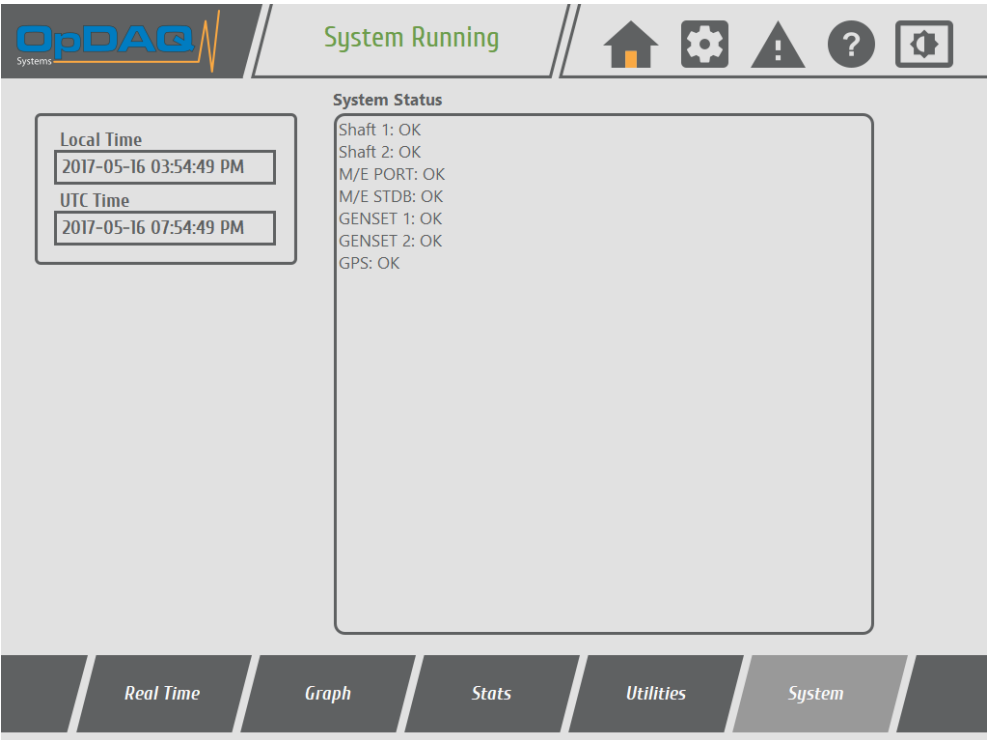 OpDAQ
Systems
System Running
?
System Status
Local Time
2017-05-16 03:54:49 PM
UTC Time
2017-05-16 07:54:49 PM
Shaft 1: OK
Shaft 2: OK
M/E PORT: OK
M/E STDB: OK
GENSET 1: OK
GENSET 2: OK
GPS: OK
Real Time
Graph
Stats
Utilities
System